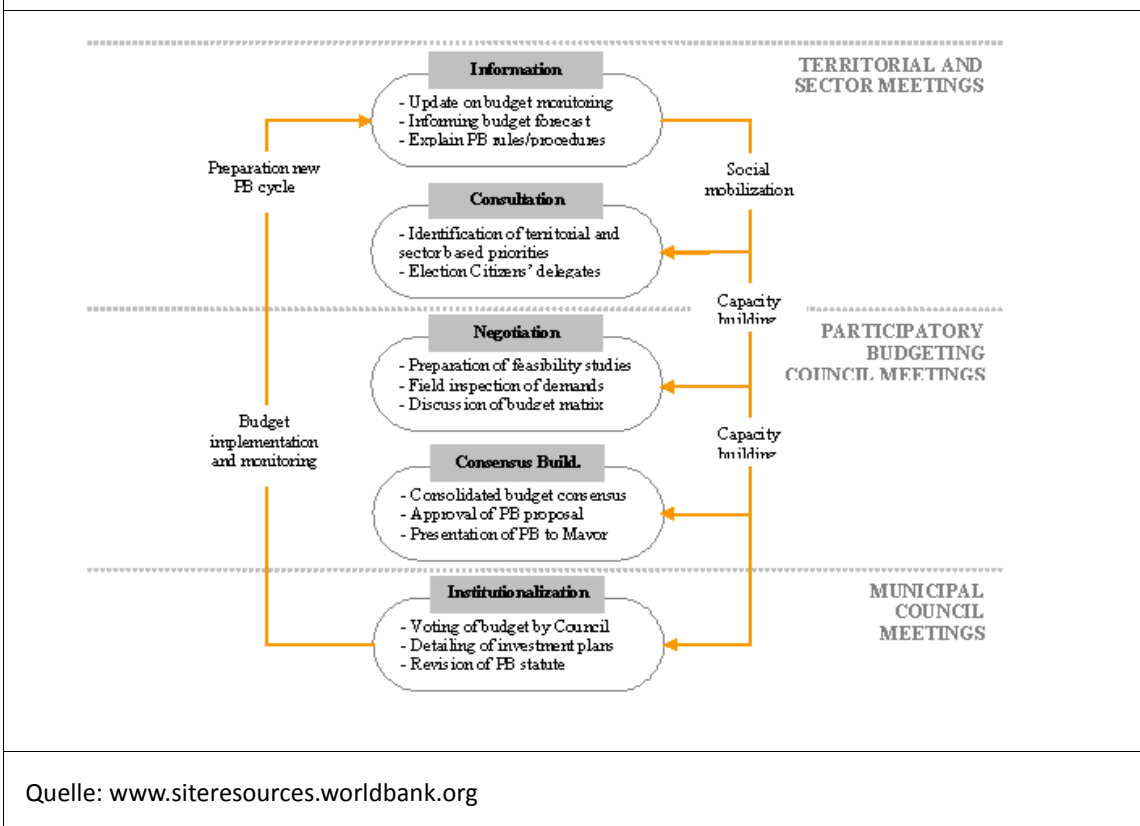 TERRITORIAL AND
SECTOR MEETINGS
Information
- Update on budget monitoring
- Informing budget forecast
- Explain PB rules/procedures
Preparation new
PB cycle
Social
mobilization
Consultation
- Identification of territorial and
sector based priorities
- Election Citizens' delegates
Capacity
building
PARTICIPATORY
BUDGETING
COUNCIL MEETINGS
Negotiation
- Preparation of feasibility studies
- Field inspection of demands
- Discussion of budget matrix
Budget
implementation
and monitoring
Capacity
building
Consensus Build.
- Consolidated budget consensus
- Approval of PB proposal
- Presentation of PB to Mayor
MUNICIPAL
COUNCIL
MEETINGS
Institutionalization
- Voting of budget by Council
- Detailing of investment plans
- Revision of PB statute
Quelle: www.siteresources.worldbank.org